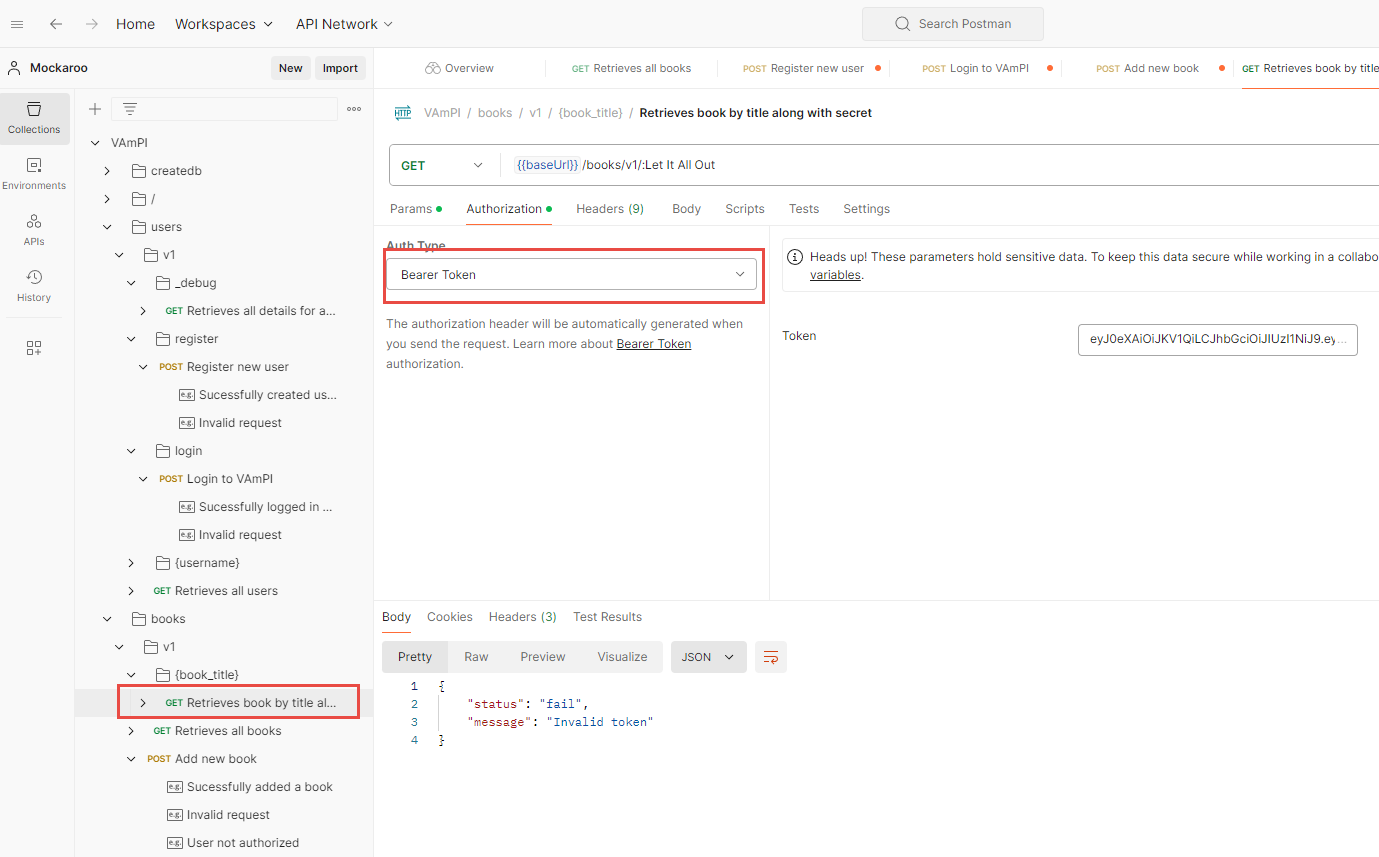 Home Workspaces API Network Search Postman
Mockaroo New Import
Overview GET Retrieves all books POST Register new user POST Login to VAmPI POST Add new book GET Retrieves book by title
Collections
Environments
APIs
History
VAmPI
createdb
/
users
v1
_debug
GET Retrieves all details for a...
register
POST Register new user
e.g. Sucessfully created us...
e.g. Invalid request
login
POST Login to VAmPI
e.g. Sucessfully logged in ...
e.g. Invalid request
{username}
GET Retrieves all users
books
v1
{book_title}
GET Retrieves book by title al...
GET Retrieves all books
POST Add new book
e.g. Sucessfully added a book
e.g. Invalid request
e.g. User not authorized
HTTP VAmPI / books / v1 / {book_title} / Retrieves book by title along with secret
GET {{baseUrl}} /books/v1/:Let It All Out
Params Authorization Headers (9) Body Scripts Tests Settings
Auth Type
Bearer Token
The authorization header will be automatically generated when
you send the request. Learn more about Bearer Token
authorization.
Heads up! These parameters hold sensitive data. To keep this data secure while working in a collabo
variables.
Token eyJ0eXAiOiJKV1QiLCJhbGciOiJIUzI1NiJ9.ey...
Body Cookies Headers (3) Test Results
Pretty Raw Preview Visualize JSON
1 {
2 "status": "fail",
3 "message": "Invalid token"
4 }